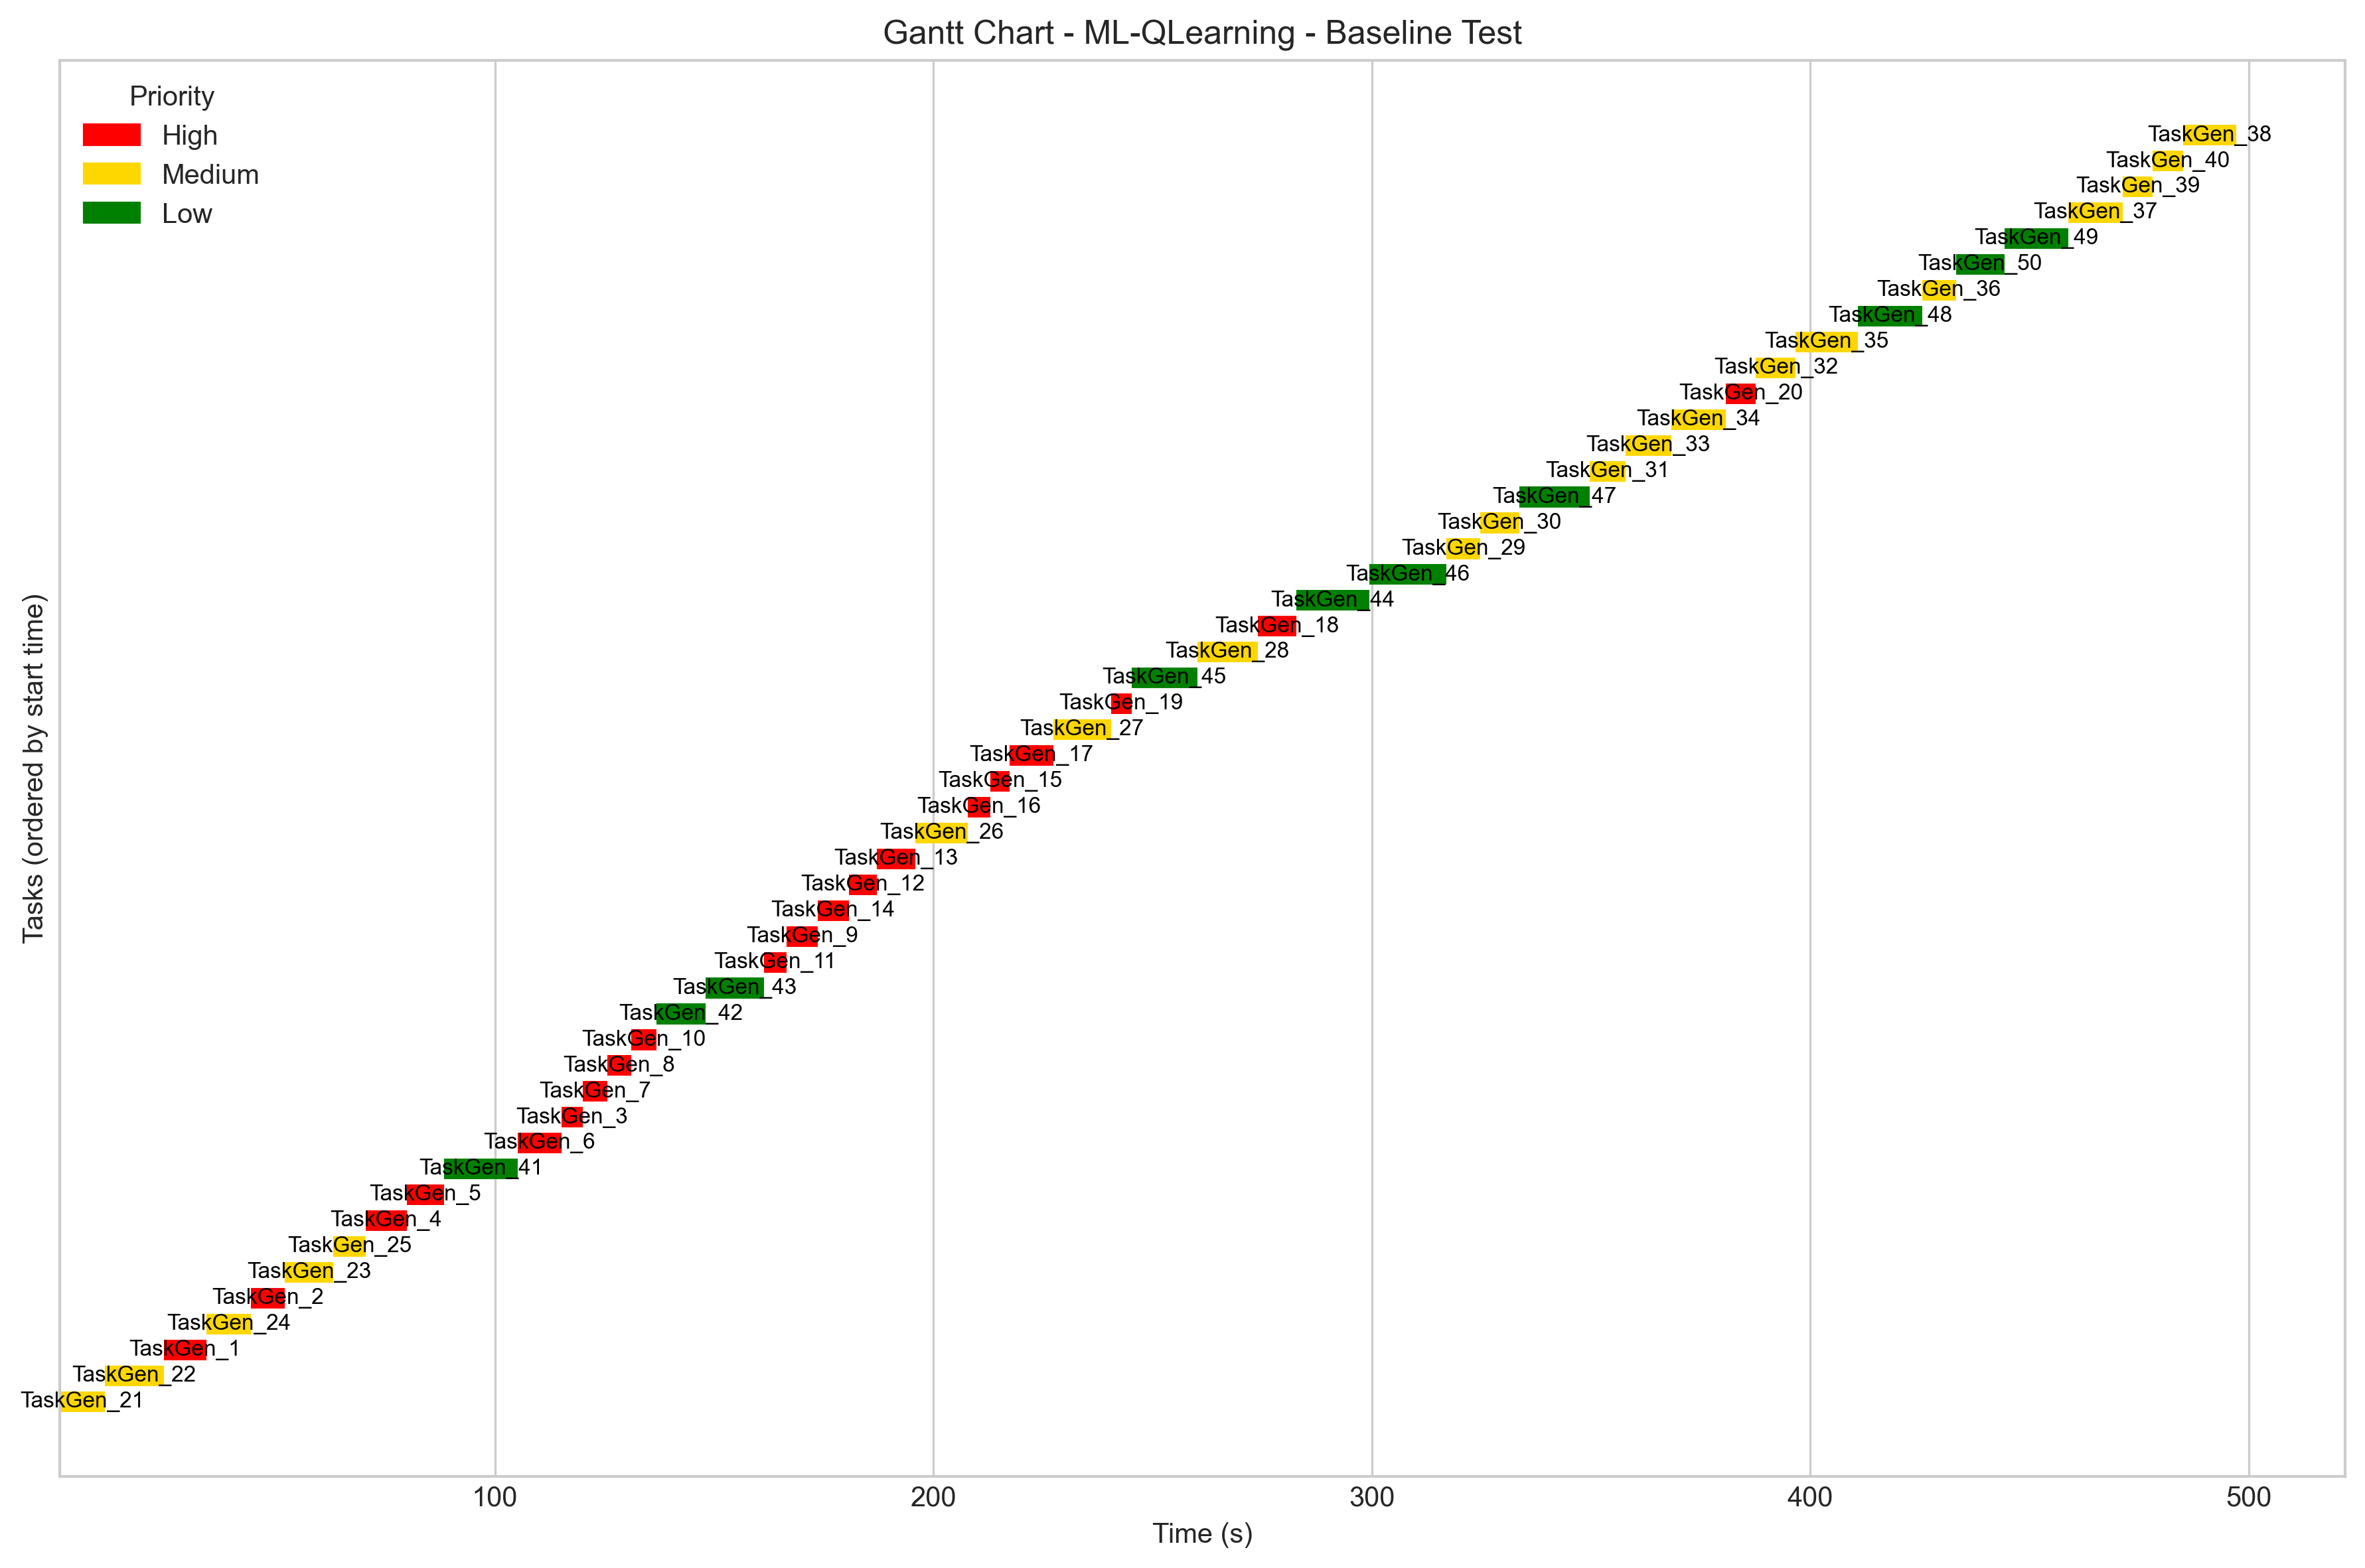 Gantt Chart - ML-QLearning - Baseline Test
Priority
High
Medium
Low
TaskGen_38
TaskGen_40
TaskGen_39
TaskGen_37
TaskGen_49
TaskGen_50
TaskGen_36
TaskGen_48
TaskGen_35
TaskGen_32
TaskGen_20
TaskGen_34
TaskGen_33
TaskGen_31
TaskGen_47
TaskGen_30
TaskGen_29
TaskGen_46
TaskGen_44
TaskGen_18
TaskGen_28
TaskGen_45
TaskGen_19
TaskGen_27
TaskGen_17
TaskGen_15
TaskGen_16
TaskGen_26
TaskGen_13
TaskGen_12
TaskGen_14
TaskGen_9
TaskGen_11
TaskGen_43
TaskGen_42
TaskGen_10
TaskGen_8
TaskGen_7
TaskGen_3
TaskGen_6
TaskGen_41
TaskGen_5
TaskGen_4
TaskGen_25
TaskGen_23
TaskGen_2
TaskGen_24
TaskGen_1
TaskGen_22
TaskGen_21
Tasks (ordered by start time)
100 200 300 400 500
Time (s)